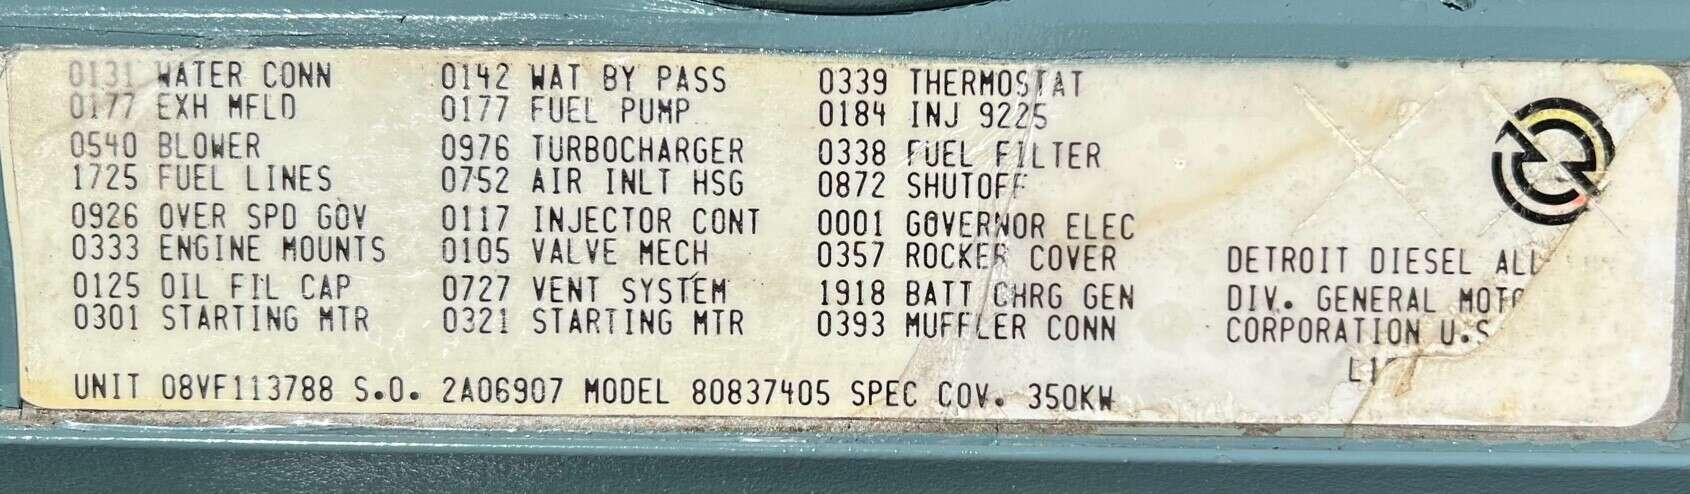 0131 WATER CONN 0142 WAT BY PASS 0339 THERMOSTAT
0177 EXH MFLD 0177 FUEL PUMP 0184 INJ 9225
0540 BLOWER 0976 TURBOCHARGER 0338 FUEL FILTER
1725 FUEL LINES 0752 AIR INLT HSG 0872 SHUTOFF
0926 OVER SPD GOV 0117 INJECTOR CONT 0001 GOVERNOR ELEC
0333 ENGINE MOUNTS 0105 VALVE MECH 0357 ROCKER COVER
0125 OIL FIL CAP 0727 VENT SYSTEM 1918 BATT CHRG GEN
0301 STARTING MTR 0321 STARTING MTR 0393 MUFFLER CONN
DETROIT DIESEL
DIV. GENERAL
CORPORATION U.S
UNIT 08VF113788 S.O. 2A06907 MODEL 80837405 SPEC COV. 350KW